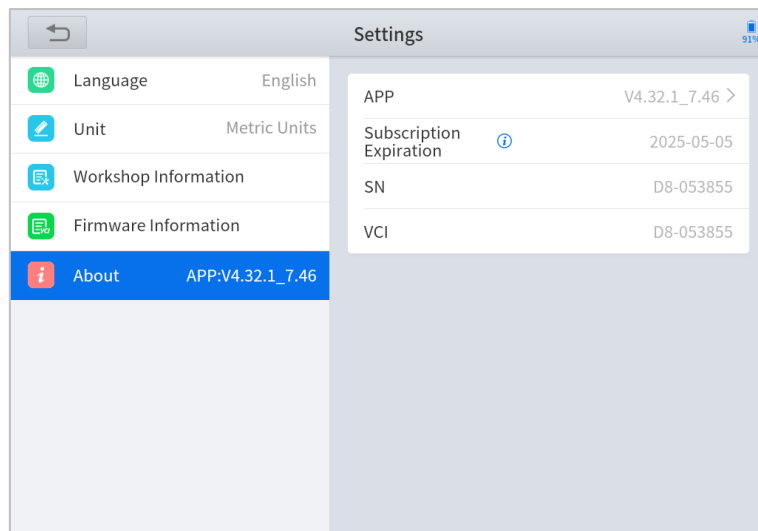 Settings
91%
Language English
Unit Metric Units
Workshop Information
Firmware Information
About APP:V4.32.1_7.46
APP V4.32.1_7.46
Subscription
Expiration 2025-05-05
SN D8-053855
VCI D8-053855